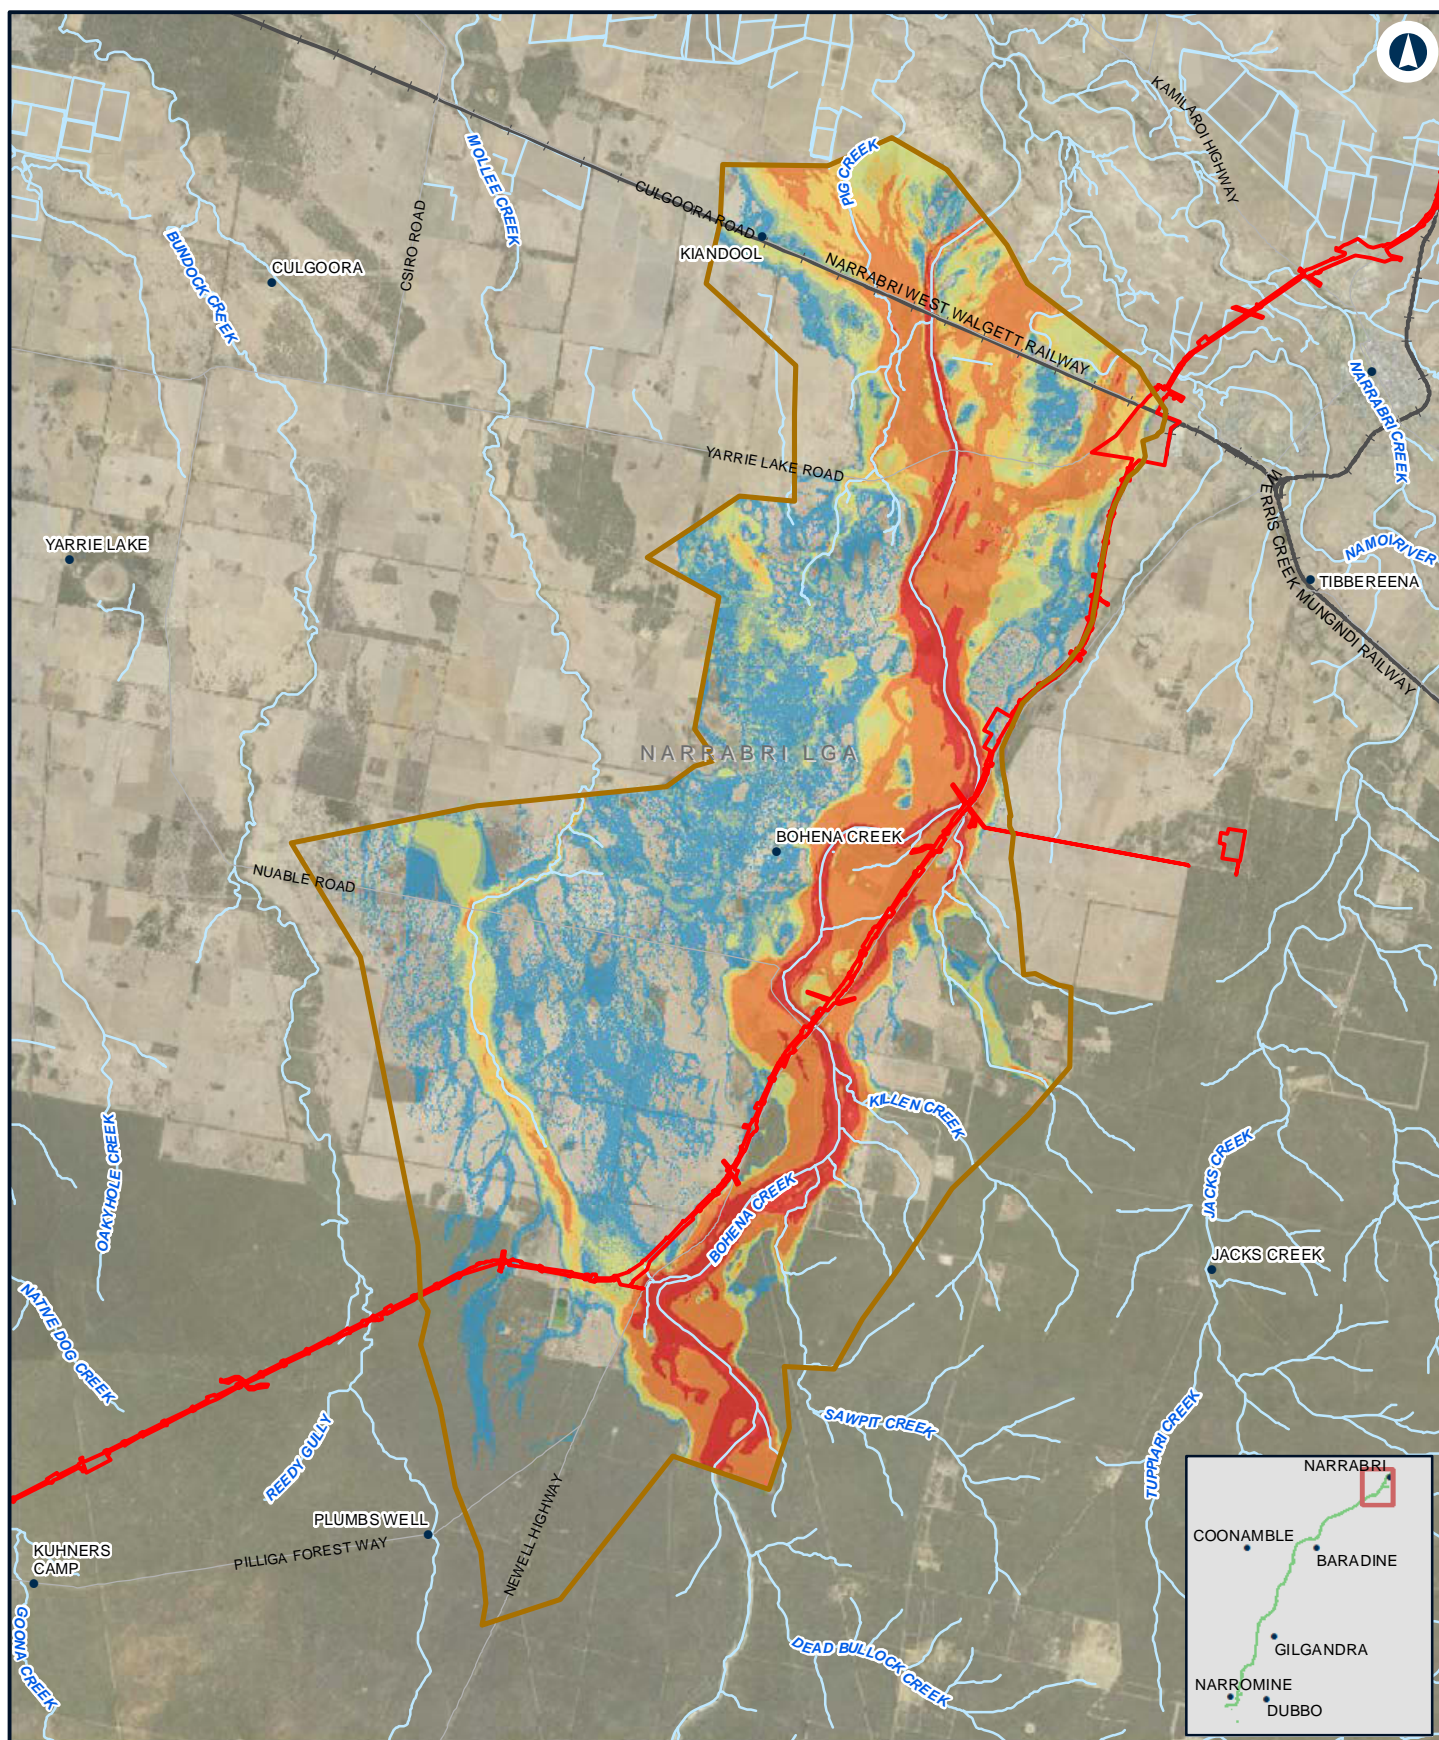 KAMILAROI HIGHWAY
PIG CREEK
MOLLEE CREEK
CULGOORA ROAD
CSIRO ROAD
BUNDOCK CREEK
KIANDOOL
CULGOORA
NARRABRI WEST WALGETT RAILWAY
NARRABRI CREEK
YARRIE LAKE ROAD
WERRIS CREEK MUNGINDI RAILWAY
YARRIE LAKE
NAMOI RIVER
TIBBEREENA
NARRABRI LGA
BOHENA CREEK
NUABLE ROAD
KILLEN CREEK
OAKYHOLE CREEK
JACKS CREEK
BOHENA CREEK
JACKS CREEK
NATIVE DOG CREEK
SAWPIT CREEK
TUPPIARI CREEK
REEDY GULLY
NEWELL HIGHWAY
PLUMBS WELL
PILLIGA FOREST WAY
KUHNERS
CAMP
GOONA CREEK
DEAD BULLOCK CREEK
NARRABRI
COONAMBLE
BARADINE
GILGANDRA
NARROMINE
DUBBO